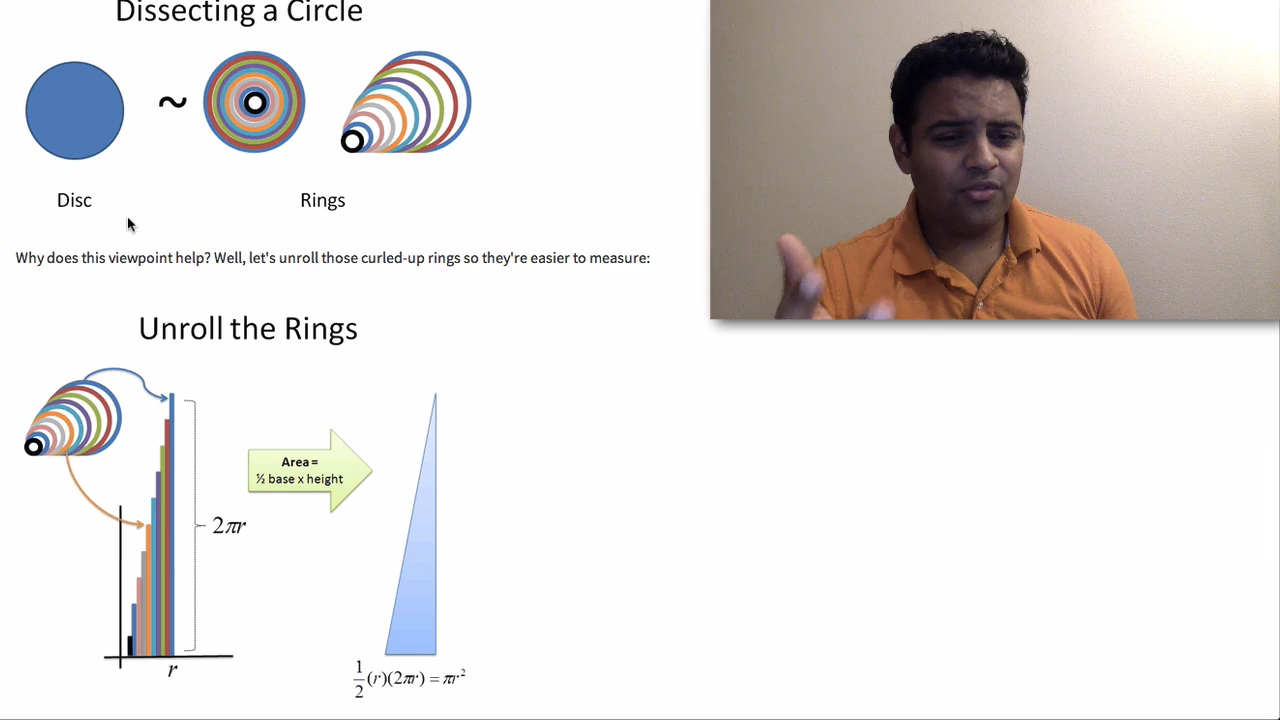 Dissecting a Circle
~
Disc
Rings
Why does this viewpoint help? Well, let's unroll those curled-up rings so they're easier to measure:
Unroll the Rings
Area =
½ base x height
2πr
r
1/2 (r)(2πr) = πr²